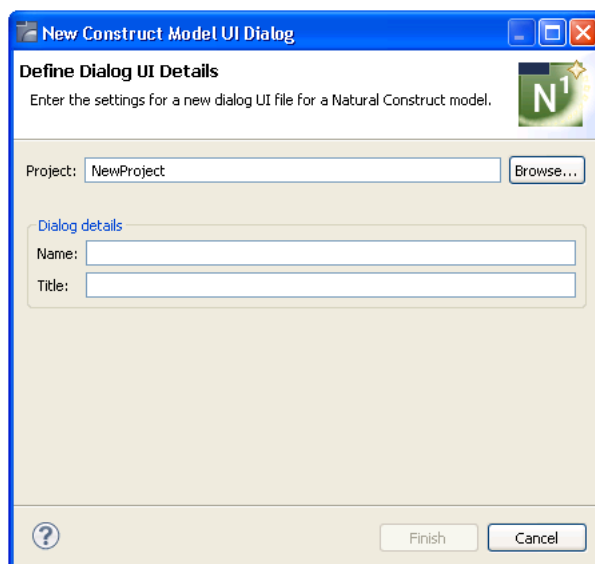 New Construct Model UI Dialog
Define Dialog UI Details
Enter the settings for a new dialog UI file for a Natural Construct model.
N1
Project: NewProject Browse...
Dialog details
Name:
Title:
? Finish Cancel